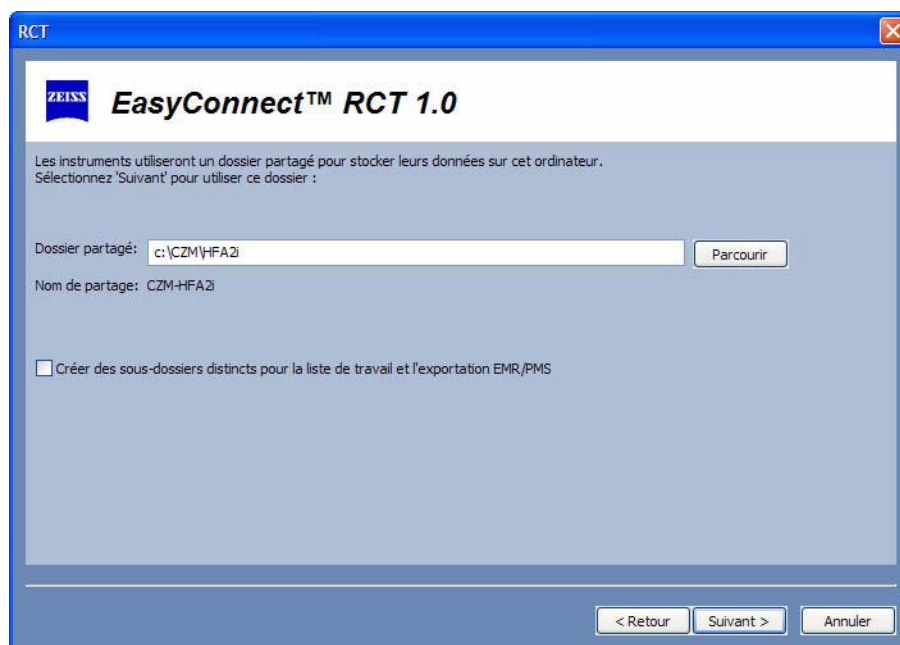 RCT
ZEISS
EasyConnect™ RCT 1.0
Les instruments utiliseront un dossier partagé pour stocker leurs données sur cet ordinateur.
Sélectionnez 'Suivant' pour utiliser ce dossier :
Dossier partagé: c:\CZM\HFA2i Parcourir
Nom de partage: CZM-HFA2i
Créer des sous-dossiers distincts pour la liste de travail et l'exportation EMR/PMS
< Retour Suivant > Annuler